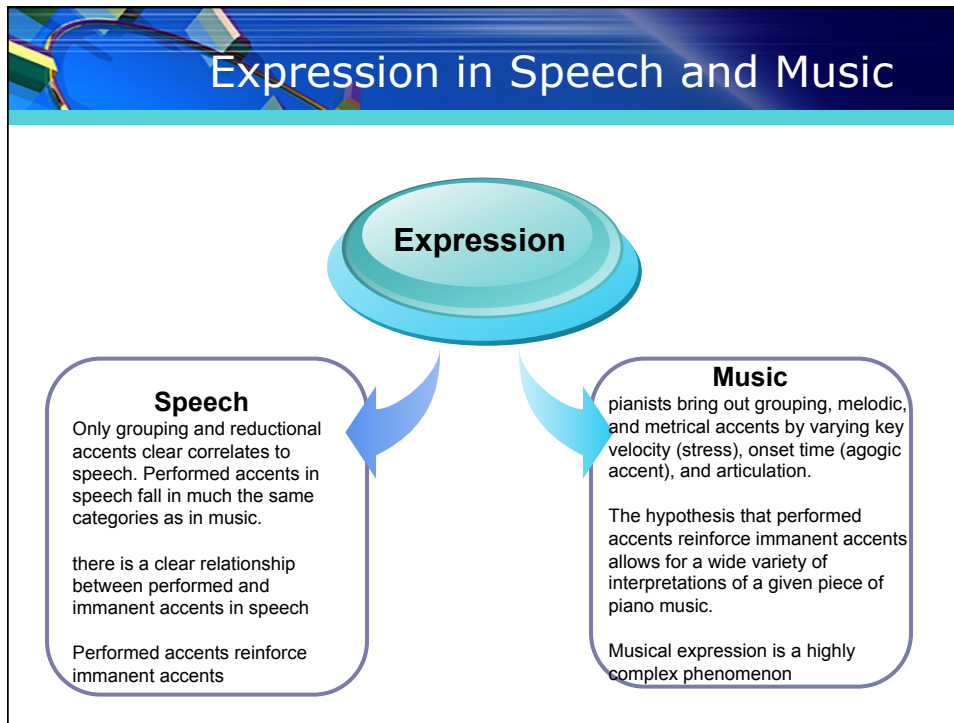 Expression in Speech and Music
Expression
Speech
Only grouping and reductional
accents clear correlates to
speech. Performed accents in
speech fall in much the same
categories as in music.
there is a clear relationship
between performed and
immanent accents in speech
Performed accents reinforce
immanent accents
Music
pianists bring out grouping, melodic,
and metrical accents by varying key
velocity (stress), onset time (agogic
accent), and articulation.
The hypothesis that performed
accents reinforce immanent accents
allows for a wide variety of
interpretations of a given piece of
piano music.
Musical expression is a highly
complex phenomenon